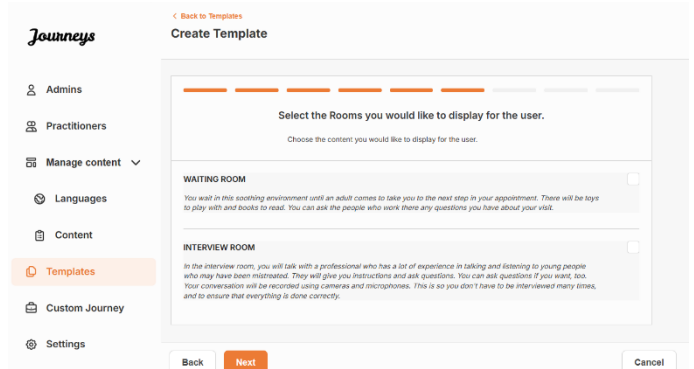 Journeys
Admins
Practitioners
Manage content
Languages
Content
Templates
Custom Journey
Settings
Back to Templates
Create Template
Select the Rooms you would like to display for the user.
Choose the content you would like to display for the user.
WAITING ROOM
You wait in this soothing environment until an adult comes to take you to the next step in your appointment. There will be toys
to play with and books to read. You can ask the people who work there any questions you have about your visit.
INTERVIEW ROOM
In the interview room, you will talk with a professional who has a lot of experience in talking and listening to young people
who may have been mistreated. They will give you instructions and ask questions. You can ask questions if you want, too.
Your conversation will be recorded using cameras and microphones. This is so you don't have to be interviewed many times,
and to ensure that everything is done correctly.
Back
Next
Cancel